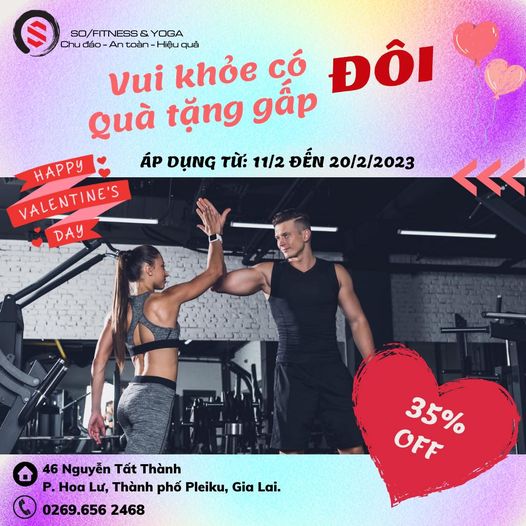 SO/FITNESS & YOGA
Chu đáo - An toàn - Hiệu quả
Vui khỏe có ĐÔI
Quà tặng gấp
ÁP DỤNG TỪ: 11/2 ĐẾN 20/2/2023
HAPPY
VALENTINE'S
DAY
35%
OFF
46 Nguyễn Tất Thành
P. Hoa Lư, Thành phố Pleiku, Gia Lai.
0269.656 2468